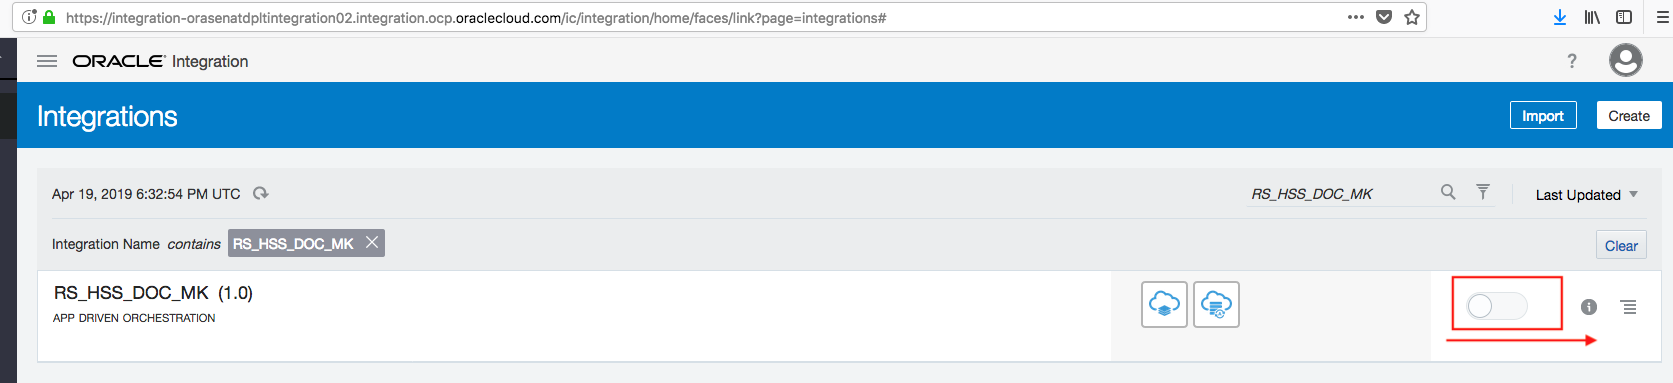 https://integration-orasenatdpltintegration02.integration.ocp.oraclecloud.com/ic/integration/home/faces/link?page=integrations#
ORACLE Integration
?
Integrations
Import
Create
Apr 19, 2019 6:32:54 PM UTC
RS_HSS_DOC_MK
Last Updated
Integration Name contains RS_HSS_DOC_MK
Clear
RS_HSS_DOC_MK (1.0)
APP DRIVEN ORCHESTRATION